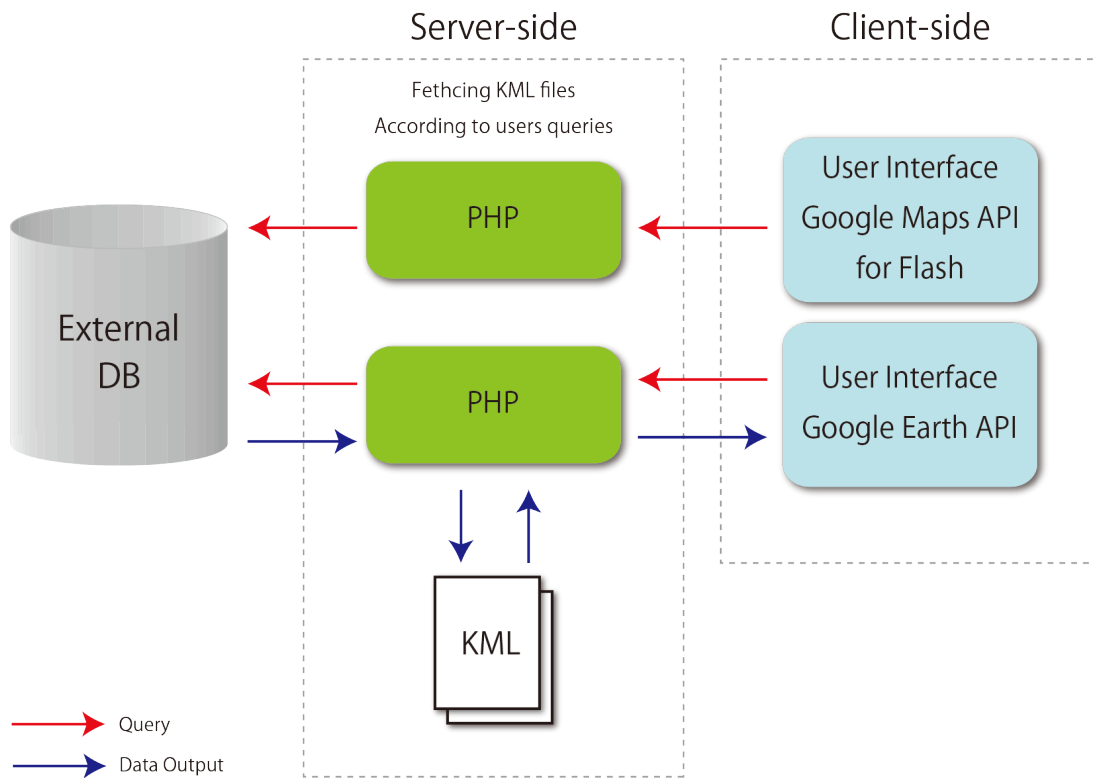 Server-side
Client-side
Fethcing KML files
According to users queries
PHP
User Interface
Google Maps API
for Flash
External
DB
PHP
User Interface
Google Earth API
KML
Query
Data Output